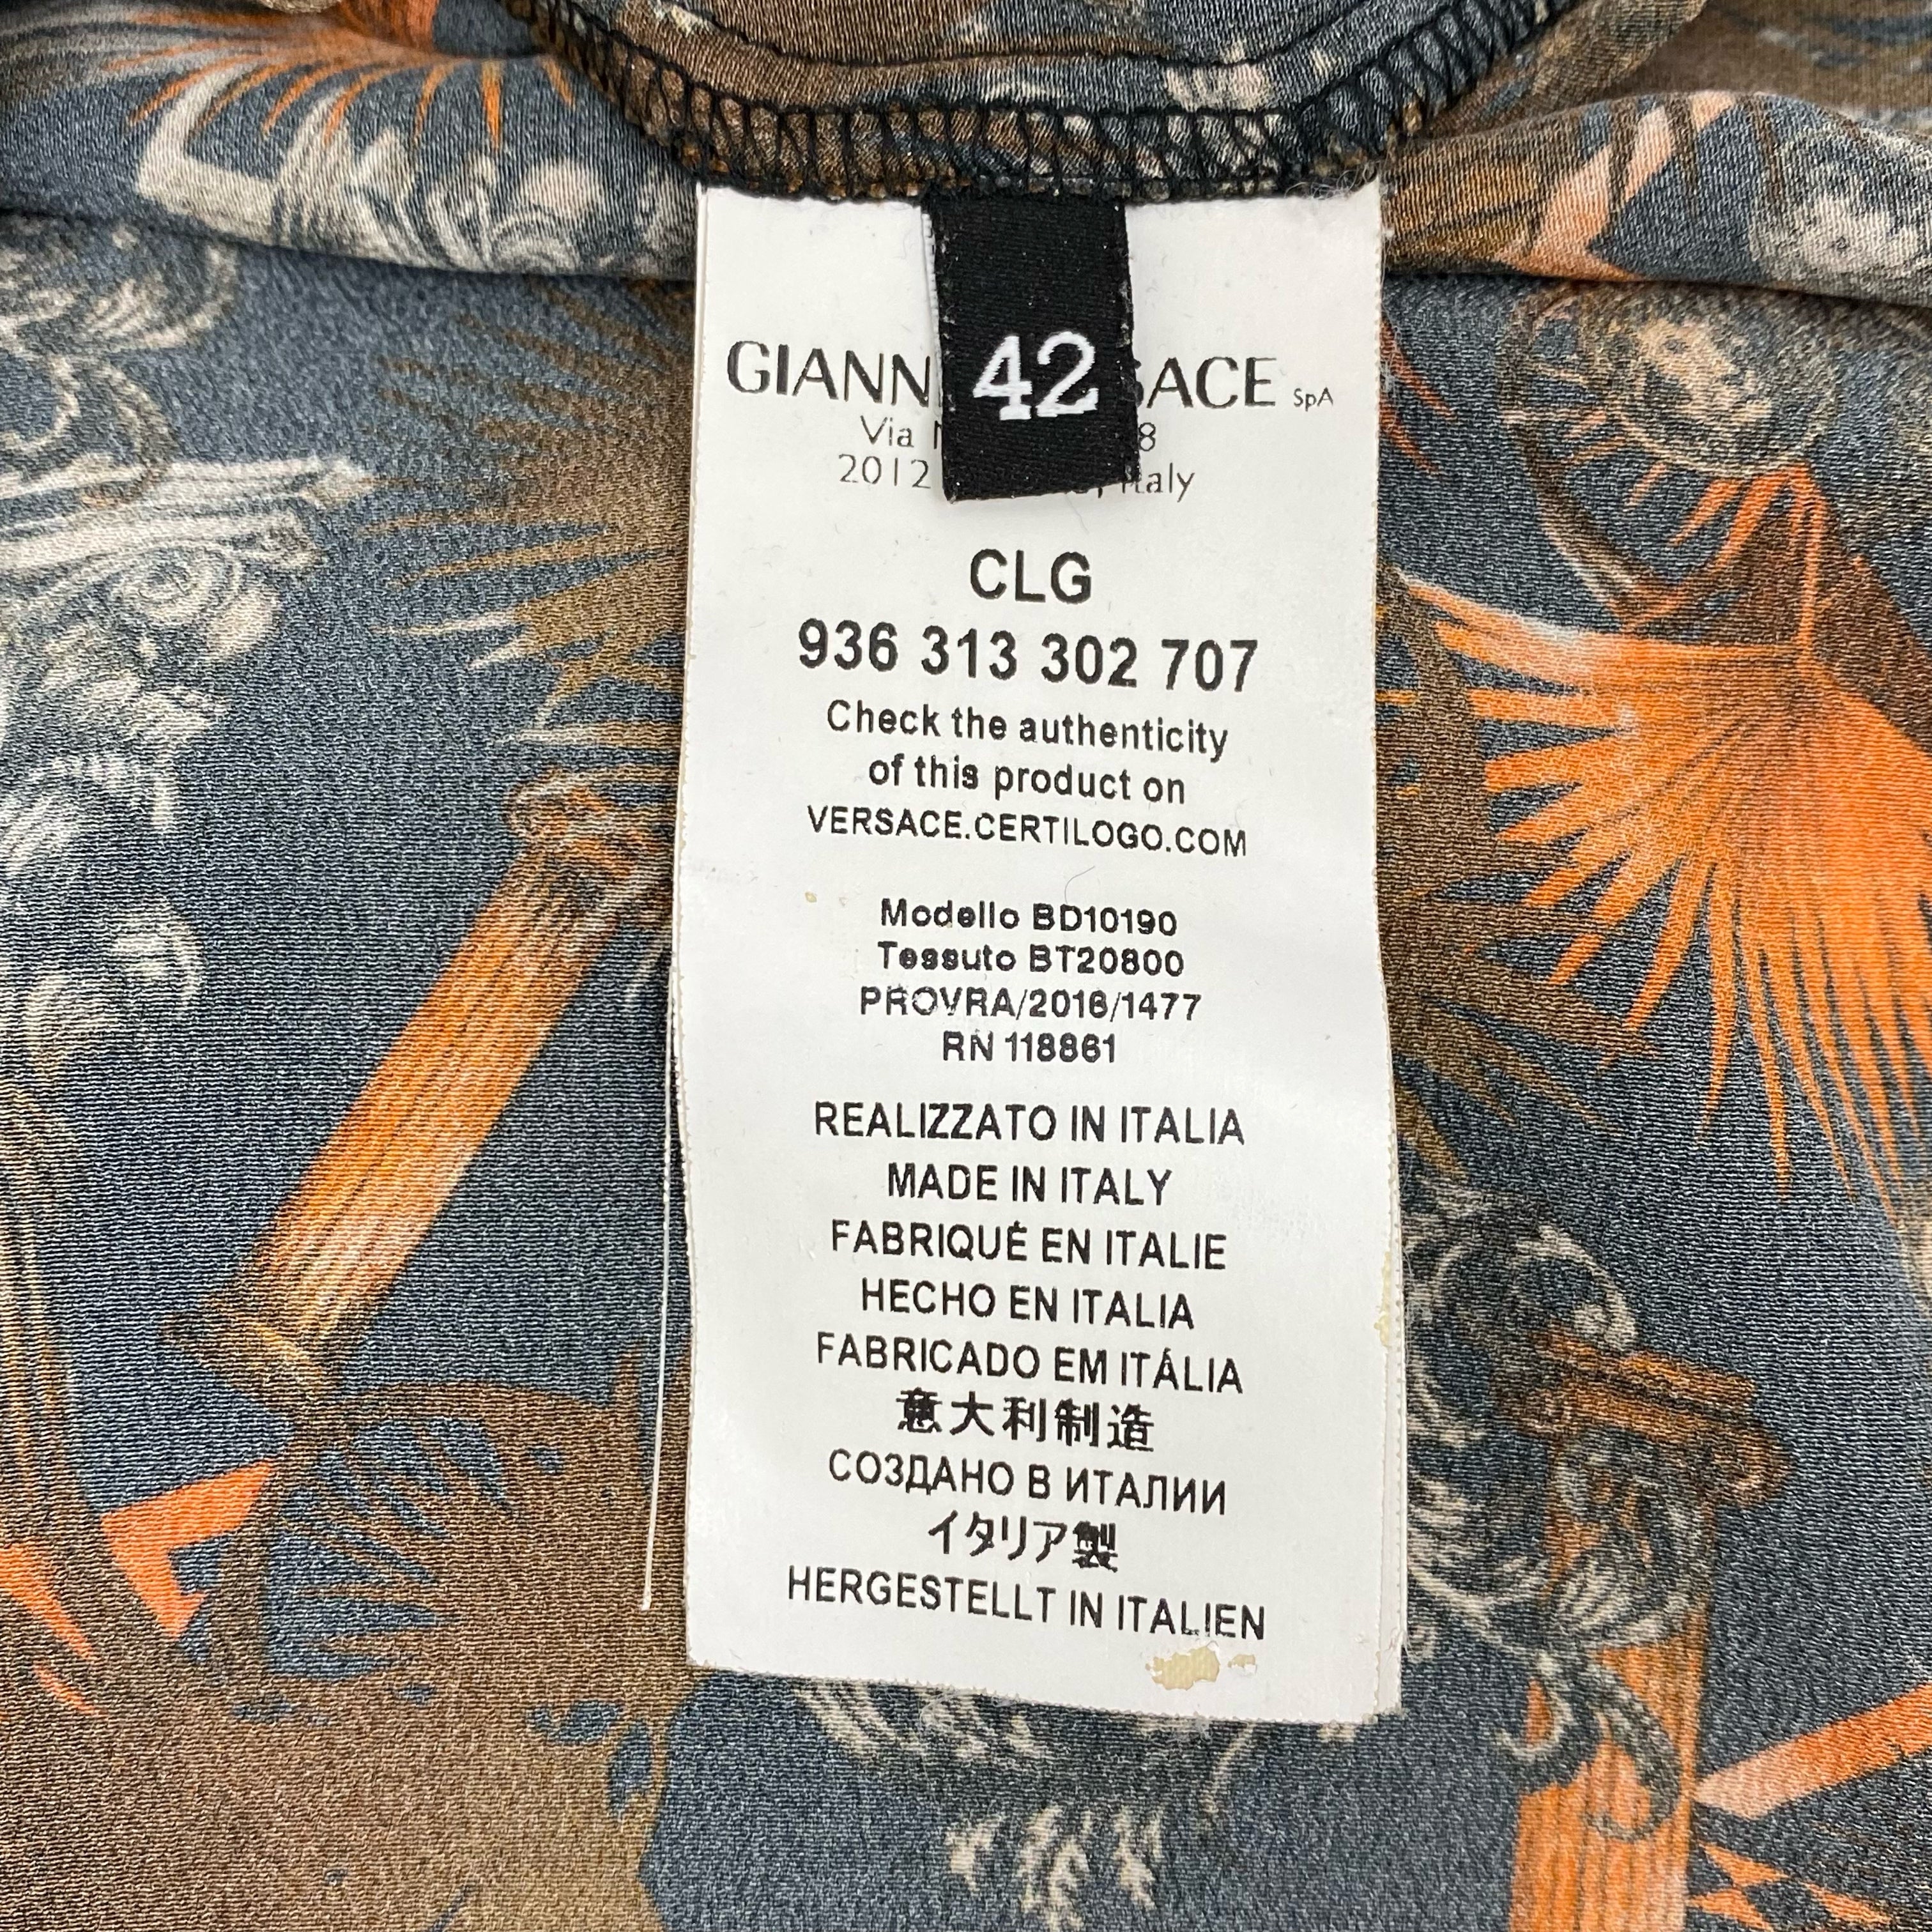 42
SpA
Via
8
2012
Italy
CLG
936 313 302 707
Check the authenticity
of this product on
VERSACE.CERTILOGO.COM
Modello BD10190
Tessuto BT20800
PROVRA/2016/1477
RN 118861
REALIZZATO IN ITALIA
MADE IN ITALY
FABRIQUÉ EN ITALIE
HECHO EN ITALIA
FABRICADO EM ITÁLIA
意大利制造
СОЗДАНО В ИТАЛИИ
イタリア製
HERGESTELLT IN ITALIEN